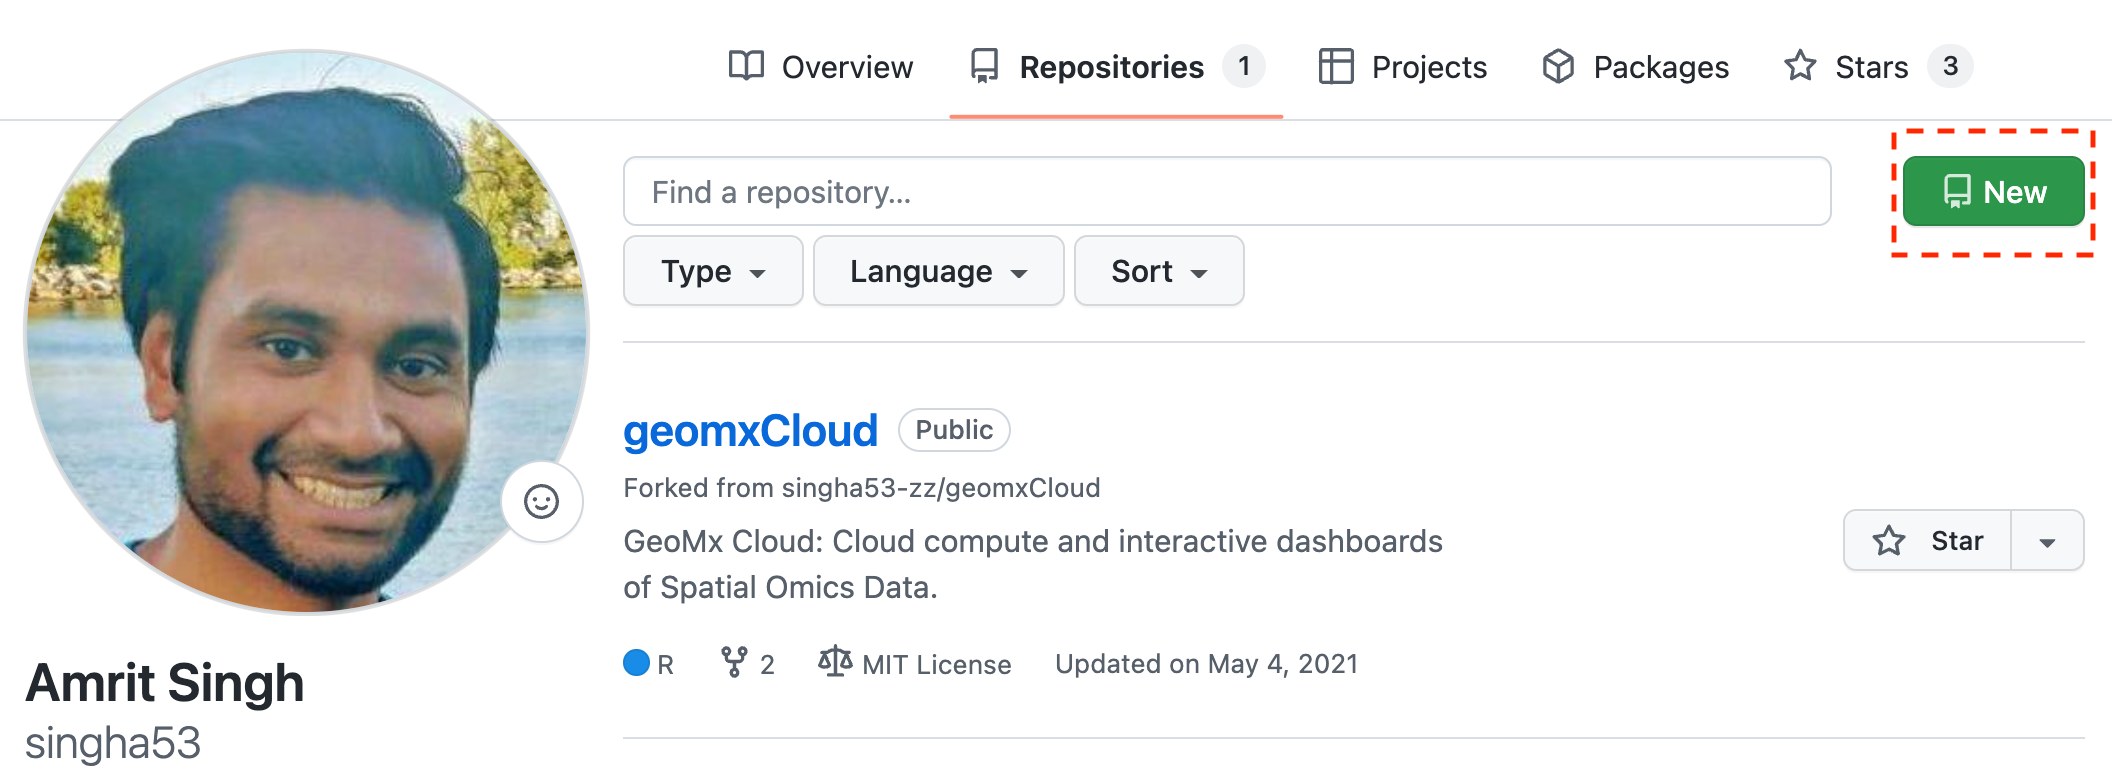 Overview Repositories 1 Projects Packages Stars 3
Find a repository...
New
Type Language Sort
geomxCloud Public
Forked from singha53-zz/geomxCloud
GeoMx Cloud: Cloud compute and interactive dashboards
of Spatial Omics Data.
Star
R 2 MIT License Updated on May 4, 2021
Amrit Singh
singha53